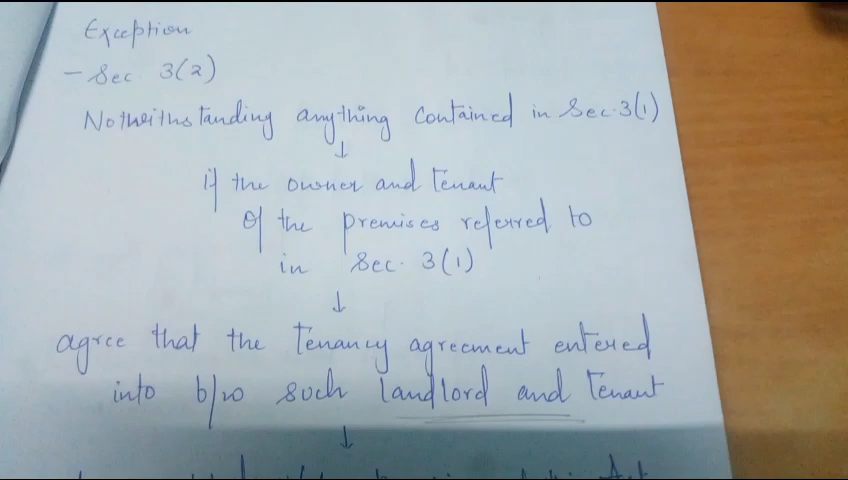 Exception
- Sec. 3(2)
Notwithstanding anything contained in Sec.3(1)
↓
if the owner and tenant
of the premises referred to
in Sec. 3(1)
↓
agree that the tenancy agreement entered
into b/w such landlord and tenant
↓